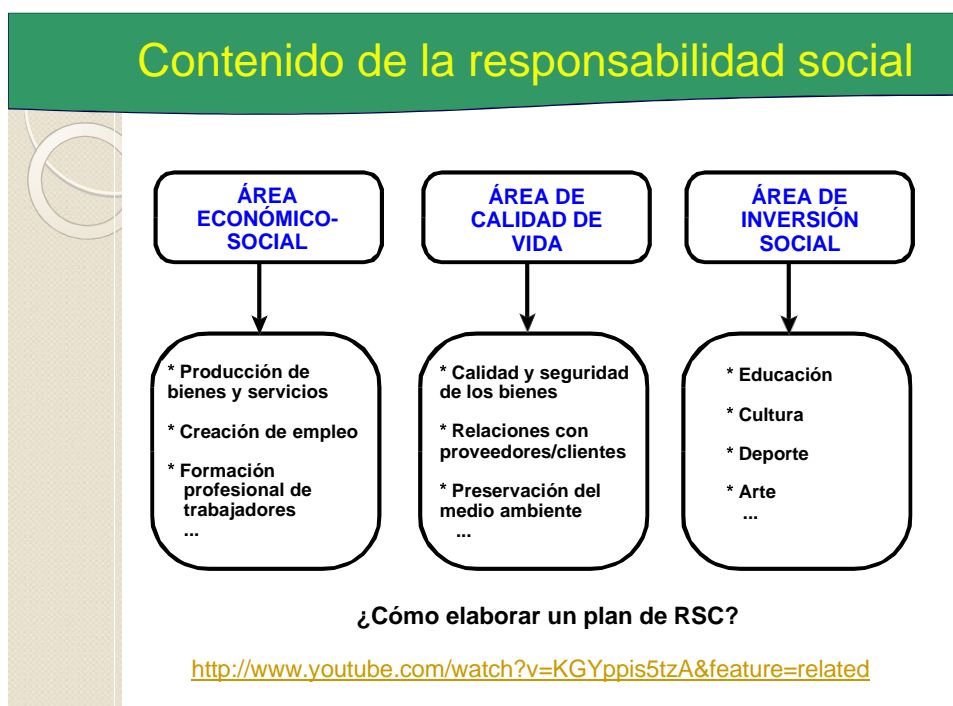 Contenido de la responsabilidad social
ÁREA
ECONÓMICO-
SOCIAL
* Producción de
bienes y servicios
* Creación de empleo
* Formación
profesional de
trabajadores
...
ÁREA DE
CALIDAD DE
VIDA
* Calidad y seguridad
de los bienes
* Relaciones con
proveedores/clientes
* Preservación del
medio ambiente
...
ÁREA DE
INVERSIÓN
SOCIAL
* Educación
* Cultura
* Deporte
* Arte
...
¿Cómo elaborar un plan de RSC?
http://www.youtube.com/watch?v=KGYppis5tzA&feature=related